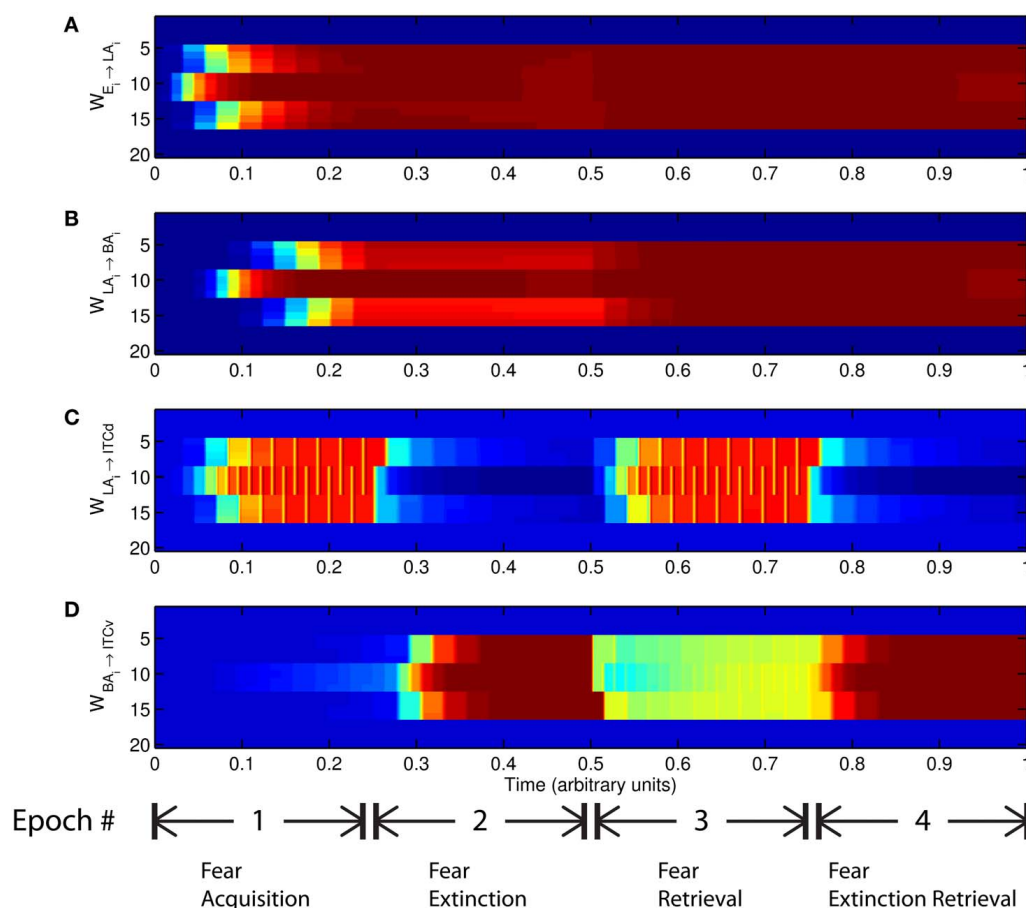 A
W E_i → LA_i
5
10
15
20
0 0.1 0.2 0.3 0.4 0.5 0.6 0.7 0.8 0.9 1
B
W LA_i → BA_i
5
10
15
20
0 0.1 0.2 0.3 0.4 0.5 0.6 0.7 0.8 0.9 1
C
W LA_i → ITCd
5
10
15
20
0 0.1 0.2 0.3 0.4 0.5 0.6 0.7 0.8 0.9 1
D
W BA_i → ITCv
5
10
15
20
0 0.1 0.2 0.3 0.4 0.5 0.6 0.7 0.8 0.9 1
Time (arbitrary units)
Epoch # 1 2 3 4
Fear Fear Fear Fear
Acquisition Extinction Retrieval Extinction Retrieval